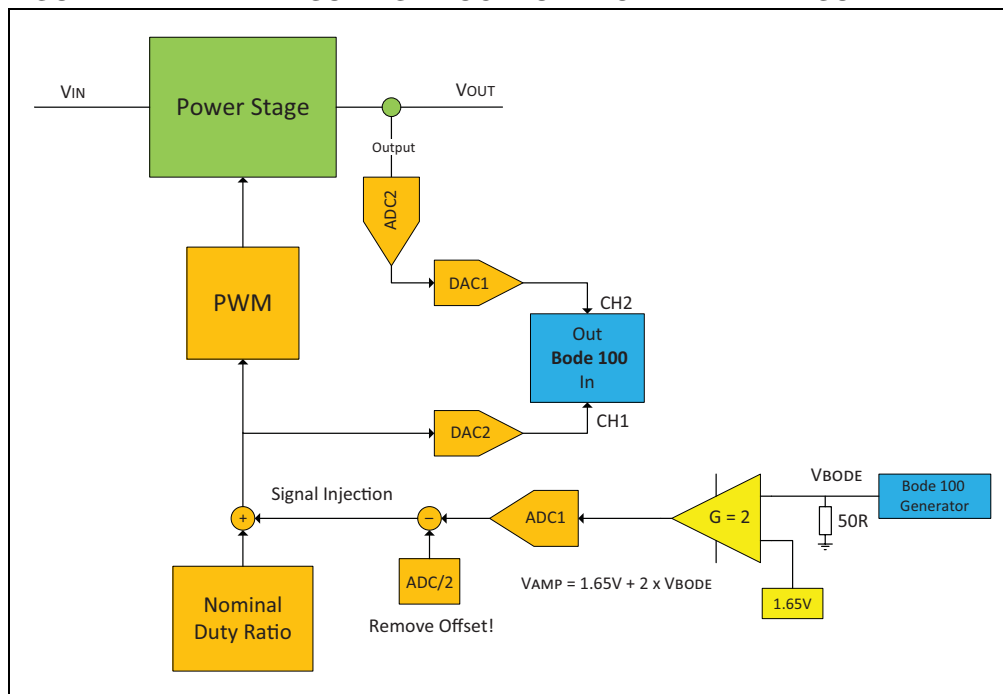 VIN
Power Stage
VOUT
Output
ADC2
DAC1
CH2
PWM
Out
Bode 100
In
CH1
DAC2
Signal Injection
VBODE
Bode 100
Generator
+
−
ADC1
G = 2
50R
ADC/2
VAMP = 1.65V + 2 x VBODE
1.65V
Nominal
Duty Ratio
Remove Offset!